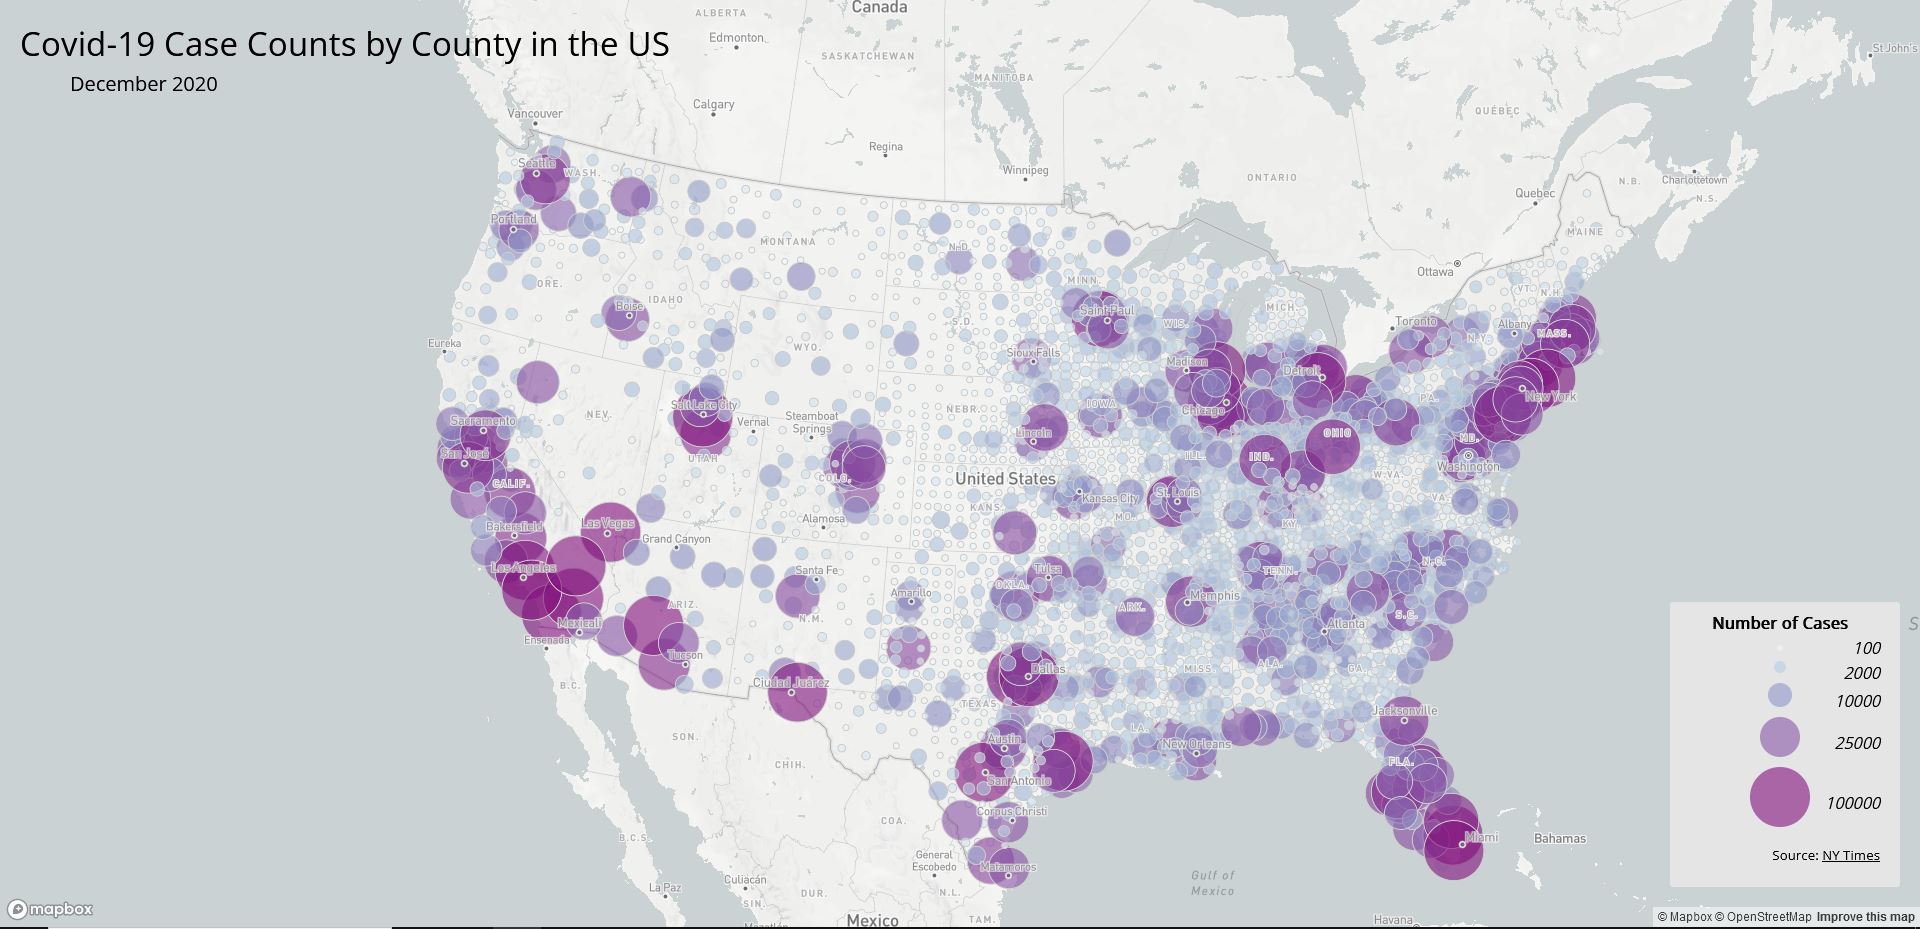 Covid-19 Case Counts by County in the US
December 2020
Canada
ALBERTA
Edmonton
SASKATCHEWAN
MANITOBA
St John's
Calgary
Vancouver
QUÉBEC
Regina
Winnipeg
ONTARIO
N.B.
Charlottetown
Quebec
N.S.
Seattle
WASH.
Portland
MONTANA
N.D.
MAINE
Ottawa
ORE.
IDAHO
Boise
MINN.
MICH.
VT.
N.H.
Saint Paul
WIS.
Toronto
Albany
MASS.
S.D.
Eureka
WYO.
Sioux Falls
Madison
Detroit
N.Y.
IOWA
PA.
New York
Salt Lake City
NEBR.
Chicago
NEV.
Sacramento
Steamboat
Springs
Vernal
Lincoln
OHIO
MD.
San José
UTAH
ILL.
IND.
Washington
CALIF.
COLO.
United States
W.VA.
Kansas City
St. Louis
VA.
KANS.
MO.
Bakersfield
Las Vegas
Alamosa
KY.
Grand Canyon
Los Angeles
Santa Fe
Tulsa
TENN.
N.C.
OKLA.
Amarillo
Memphis
ARIZ.
ARK.
N.M.
S.C.
Mexicali
Atlanta
Ensenada
Tucson
Dallas
MISS.
ALA.
GA.
B.C.
Ciudad Juárez
TEXAS
Jacksonville
SON.
LA.
Austin
New Orleans
CHIH.
FLA.
San Antonio
Corpus Christi
COA.
B.C.S.
Miami
Bahamas
General
Escobedo
Matamoros
La Paz
Culiacán
SIN.
DUR.
N.L.
Gulf of
Mexico
Mexico
TAM.
Havana
Number of Cases
100
2000
10000
25000
100000
Source: NY Times
mapbox
© Mapbox © OpenStreetMap Improve this map